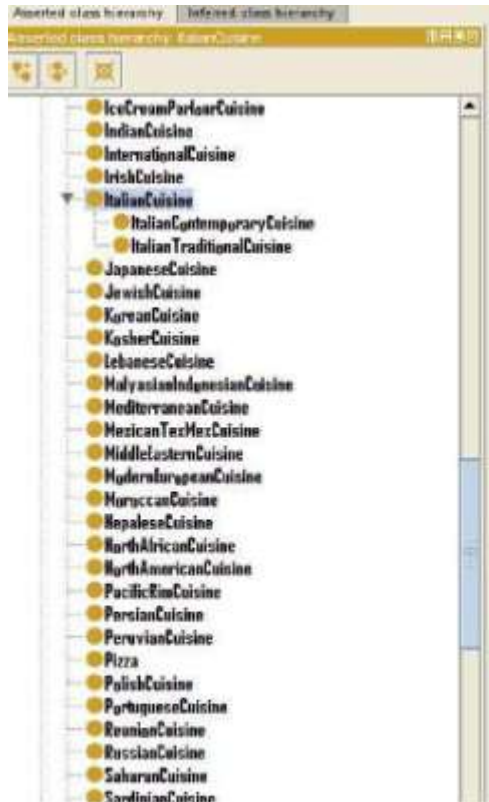 Asserted class hierarchy Inferred class hierarchy
Asserted class hierarchy: ItalianCuisine
IceCreamParlourCuisine
IndianCuisine
InternationalCuisine
IrishCuisine
ItalianCuisine
ItalianContemporaryCuisine
ItalianTraditionalCuisine
JapaneseCuisine
JewishCuisine
KoreanCuisine
KosherCuisine
LebaneseCuisine
MalyasianIndonesianCuisine
MediterraneanCuisine
MexicanTexMexCuisine
MiddleEasternCuisine
ModernEuropeanCuisine
MoroccanCuisine
NepaleseCuisine
NorthAfricanCuisine
NorthAmericanCuisine
PacificRimCuisine
PersianCuisine
PeruvianCuisine
Pizza
PolishCuisine
PortugueseCuisine
ReunionCuisine
RussianCuisine
SaharanCuisine
SardinianCuisine